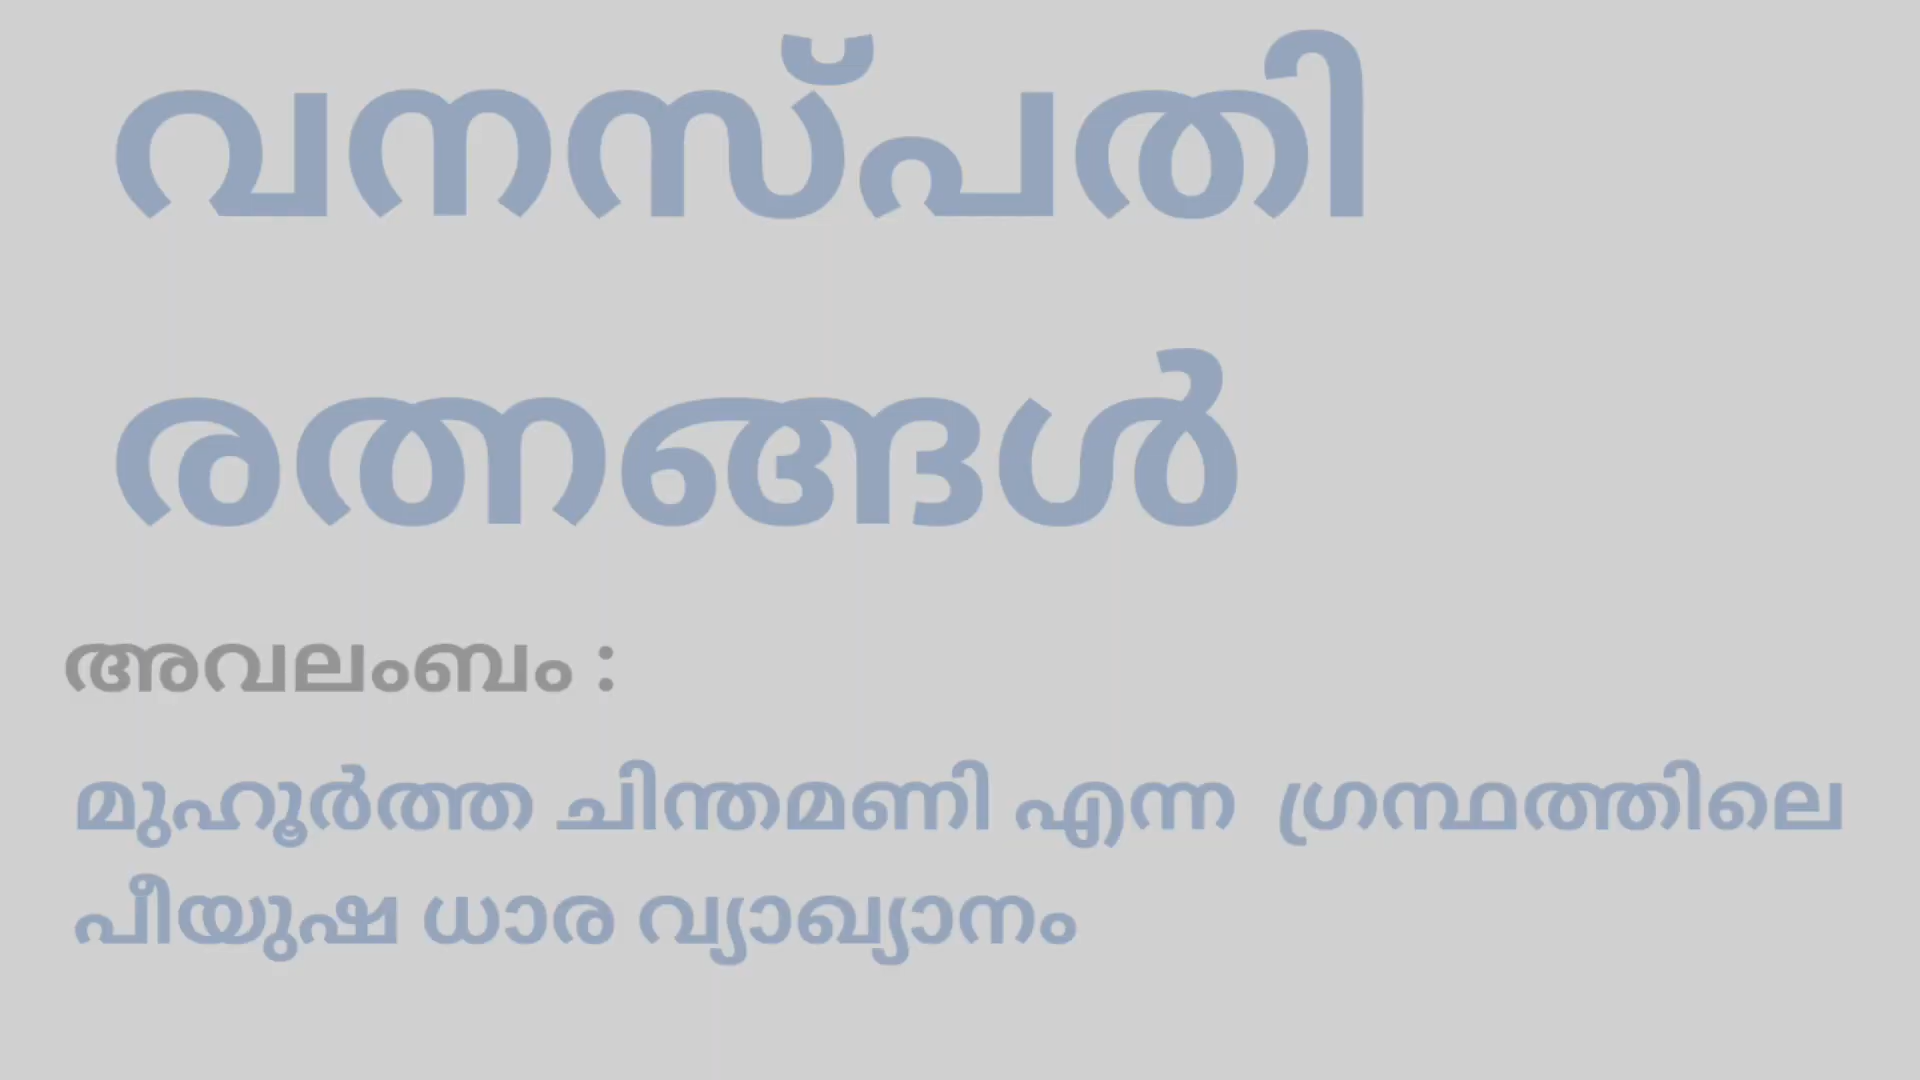 വനസ്പതി
രത്നങ്ങൾ
അവലംബം :
മുഹൂർത്ത ചിന്തമണി എന്ന ഗ്രന്ഥത്തിലെ
പീയുഷ ധാര വ്യാഖ്യാനം